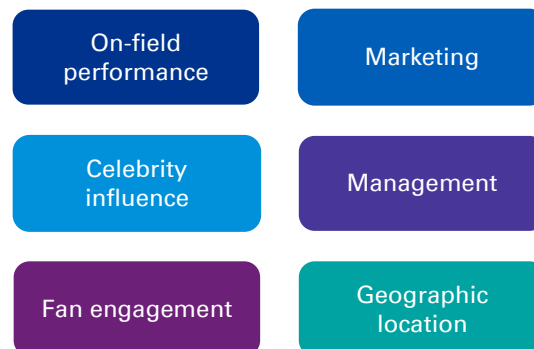 On-field
performance
Marketing
Celebrity
influence
Management
Fan engagement
Geographic
location